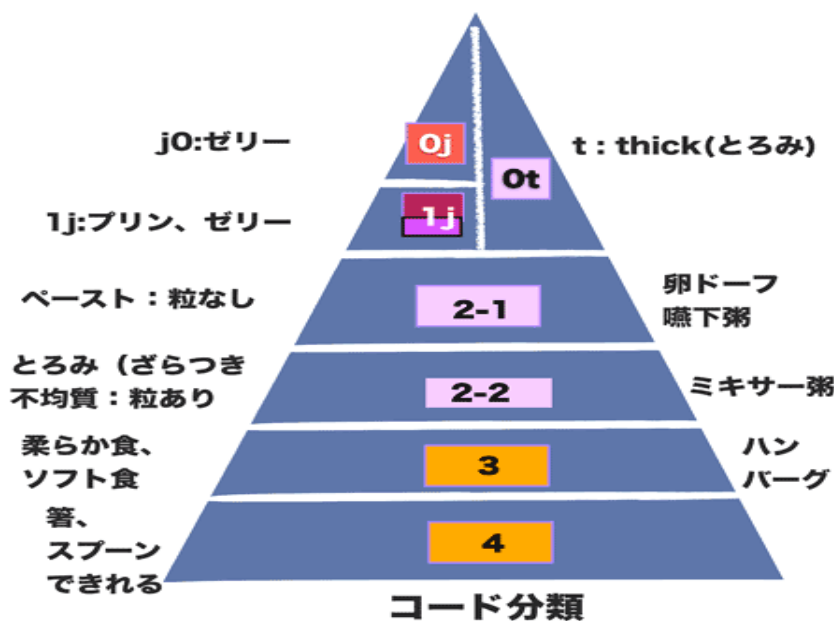 j0:ゼリー
0j
t：thick(とろみ)
0t
1j:プリン、ゼリー
1j
ペースト：粒なし
2-1
卵ドーフ
嚥下粥
とろみ（ざらつき
不均質：粒あり
2-2
ミキサー粥
柔らか食、
ソフト食
3
ハン
バーグ
箸、
スプーン
できれる
4
コード分類